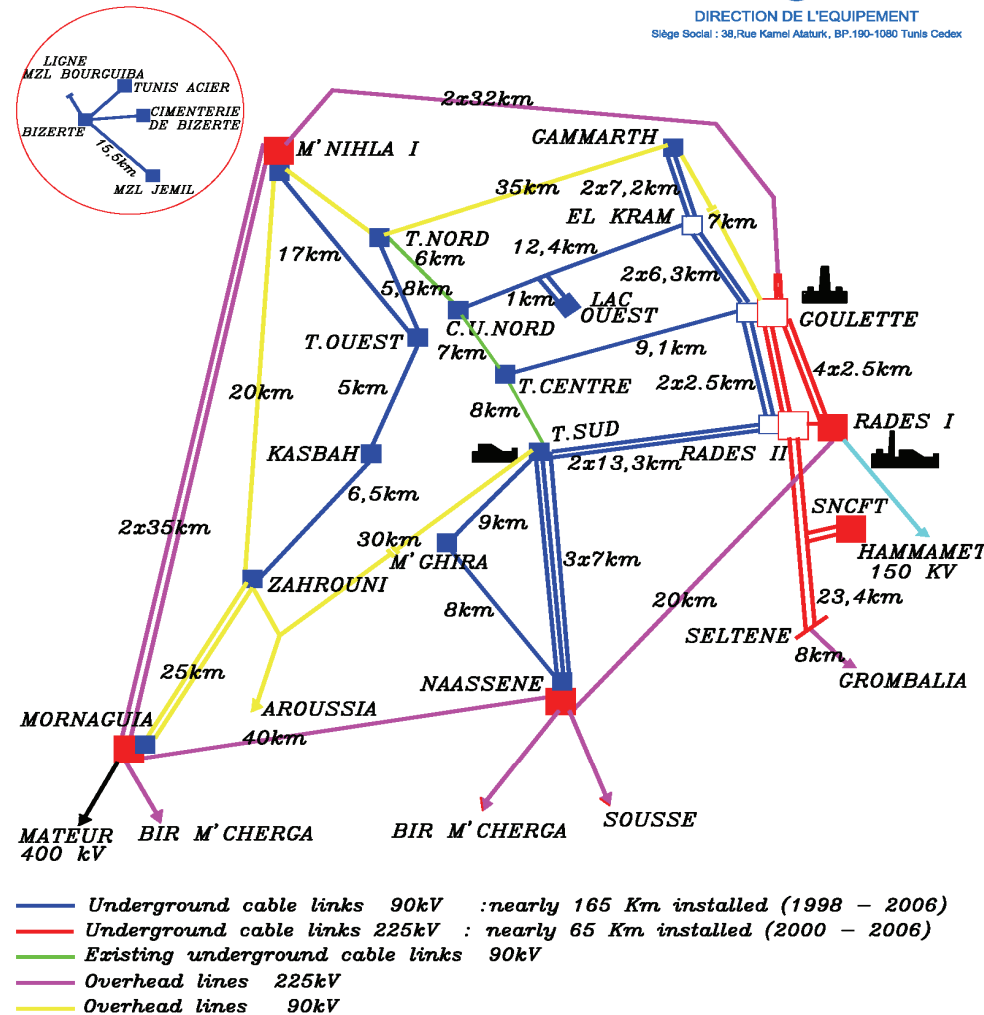 DIRECTION DE L'EQUIPEMENT
Siège Social : 38,Rue Kamel Ataturk, BP.190-1080 Tunis Cedex
LIGNE
MZL BOURGUIBA
TUNIS ACIER
CIMENTERIE
DE BIZERTE
BIZERTE
15,5km
MZL JEMIL
2x32km
M'NIHLA I
GAMMARTH
35km
2x7,2km
EL KRAM
7km
T.NORD
6km
12,4km
17km
5,8km
2x6,3km
1km
LAC
OUEST
C.U.NORD
GOULETTE
T.OUEST
7km
9,1km
4x2.5km
T.CENTRE
2x2.5km
5km
20km
8km
T.SUD
RADES I
KASBAH
2x13,3km
RADES II
6,5km
SNCFT
2x35km
9km
30km
M'GHIRA
3x7km
HAMMAMET
150 KV
ZAHROUNI
8km
20km
23,4km
SELTENE
8km
25km
NAASSENE
GROMBALIA
AROUSSIA
MORNAGUIA
40km
MATEUR
400 kV
BIR M'CHERGA
BIR M'CHERGA
SOUSSE
Underground cable links 90kV :nearly 165 Km installed (1998 – 2006)
Underground cable links 225kV : nearly 65 Km installed (2000 – 2006)
Existing underground cable links 90kV
Overhead lines 225kV
Overhead lines 90kV